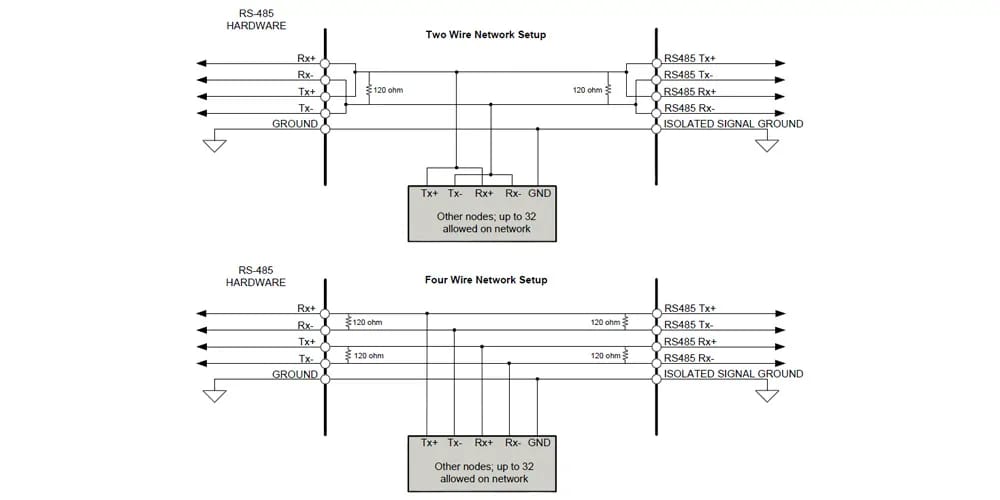 RS-485
HARDWARE
Two Wire Network Setup
Rx+
Rx-
Tx+
Tx-
GROUND
120 ohm
120 ohm
RS485 Tx+
RS485 Tx-
RS485 Rx+
RS485 Rx-
ISOLATED SIGNAL GROUND
Tx+ Tx- Rx+ Rx- GND
Other nodes; up to 32
allowed on network
RS-485
HARDWARE
Four Wire Network Setup
Rx+
Rx-
Tx+
Tx-
GROUND
120 ohm
120 ohm
120 ohm
120 ohm
RS485 Tx+
RS485 Tx-
RS485 Rx+
RS485 Rx-
ISOLATED SIGNAL GROUND
Tx+ Tx- Rx+ Rx- GND
Other nodes; up to 32
allowed on network